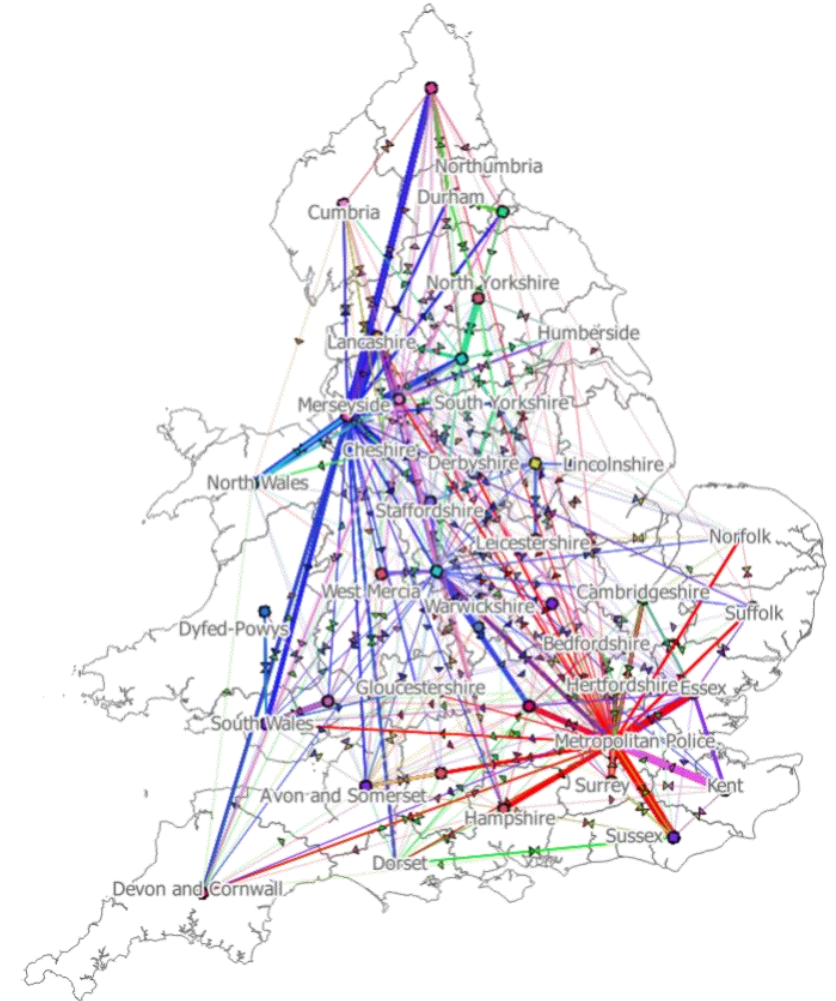 Northumbria
Durham
Cumbria
North Yorkshire
Humberside
Lancashire
Merseyside
South Yorkshire
Cheshire
Derbyshire
Lincolnshire
North Wales
Staffordshire
Norfolk
Leicestershire
West Mercia
Cambridgeshire
Warwickshire
Suffolk
Dyfed-Powys
Bedfordshire
Gloucestershire
Hertfordshire
Essex
South Wales
Metropolitan Police
Surrey
Kent
Avon and Somerset
Hampshire
Sussex
Dorset
Devon and Cornwall